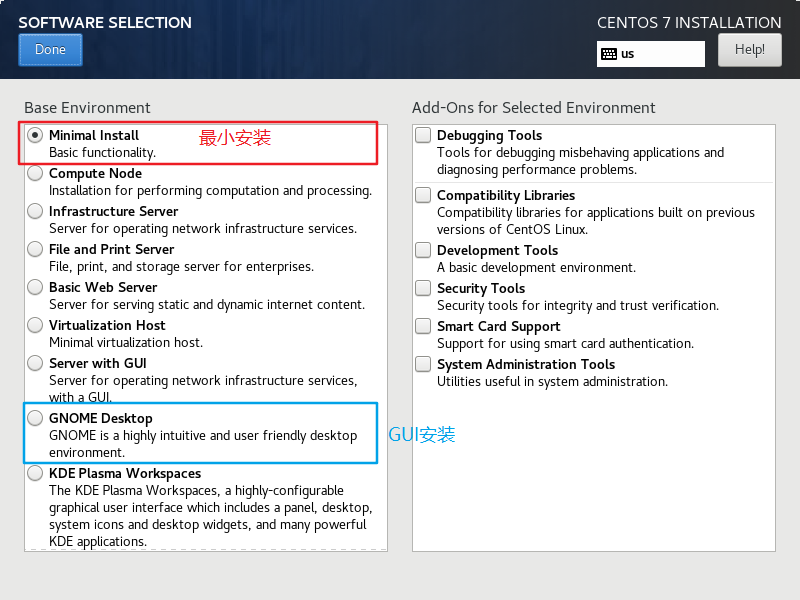 SOFTWARE SELECTION
Done
CENTOS 7 INSTALLATION
us
Help!
Base Environment
Minimal Install
最小安装
Basic functionality.
Compute Node
Installation for performing computation and processing.
Infrastructure Server
Server for operating network infrastructure services.
File and Print Server
File, print, and storage server for enterprises.
Basic Web Server
Server for serving static and dynamic internet content.
Virtualization Host
Minimal virtualization host.
Server with GUI
Server for operating network infrastructure services,
with a GUI.
GNOME Desktop
GNOME is a highly intuitive and user friendly desktop
environment.
GUI安装
KDE Plasma Workspaces
The KDE Plasma Workspaces, a highly-configurable
graphical user interface which includes a panel, desktop,
system icons and desktop widgets, and many powerful
KDE applications.
Add-Ons for Selected Environment
Debugging Tools
Tools for debugging misbehaving applications and
diagnosing performance problems.
Compatibility Libraries
Compatibility libraries for applications built on previous
versions of CentOS Linux.
Development Tools
A basic development environment.
Security Tools
Security tools for integrity and trust verification.
Smart Card Support
Support for using smart card authentication.
System Administration Tools
Utilities useful in system administration.